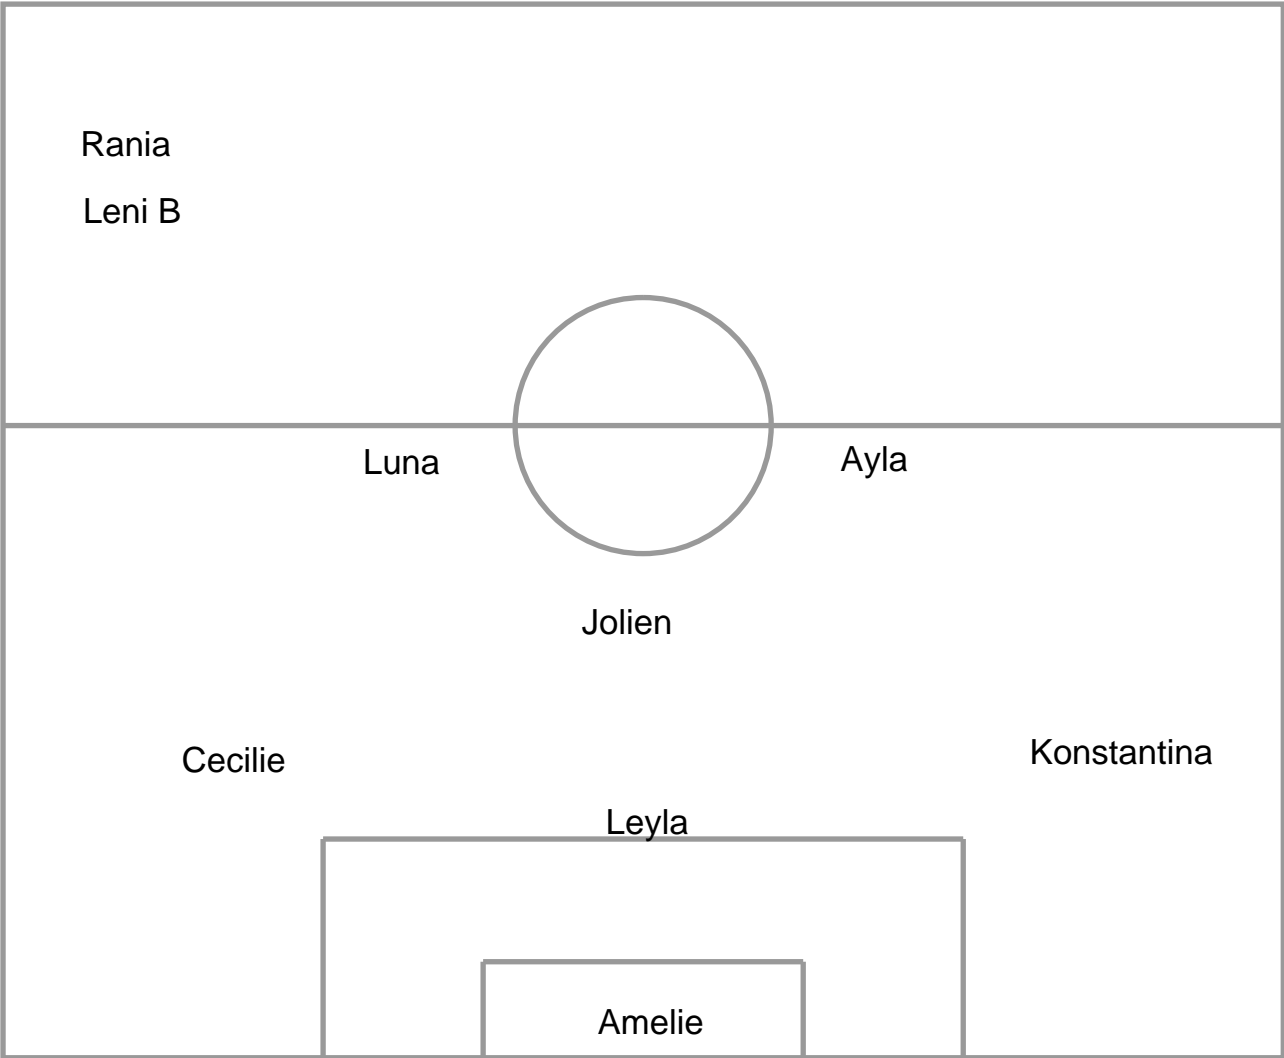 Rania
Leni B
Luna
Ayla
Jolien
Cecilie
Konstantina
Leyla
Amelie